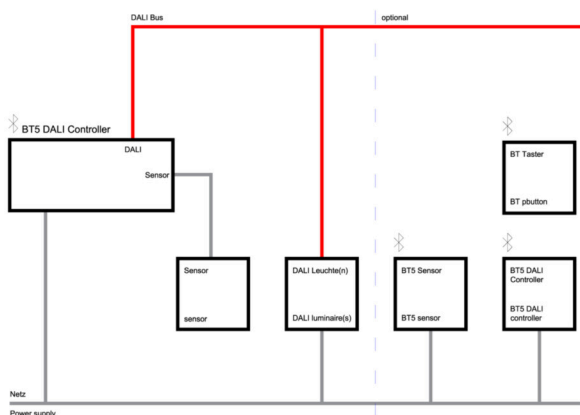 DALI Bus
optional
BT5 DALI Controller
DALI
Sensor
BT Taster
BT pbutton
Sensor
sensor
DALI Leuchte(n)
DALI luminaire(s)
BT5 Sensor
BT5 sensor
BT5 DALI
Controller
BT5 DALI
controller
Netz
Power supply